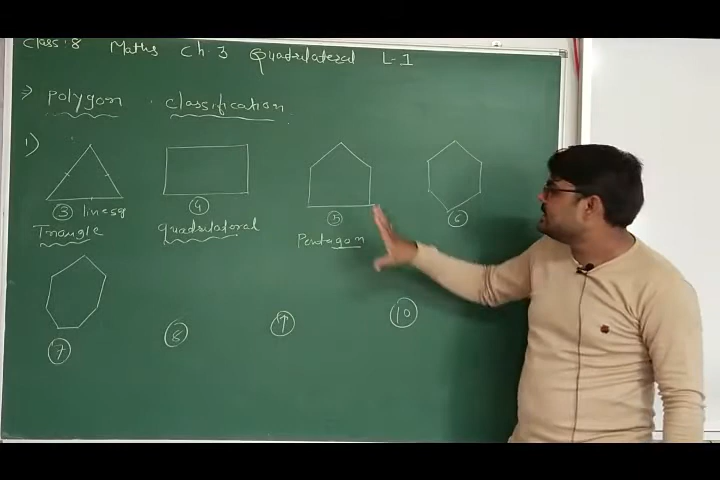 Class:8 Maths Ch:3 Quadrilateral L-1
⇒ Polygon Classification
1)
③ lines
④
⑤
⑥
Triangle
quadrilateral
Pentagon
⑦
⑧
⑨
⑩